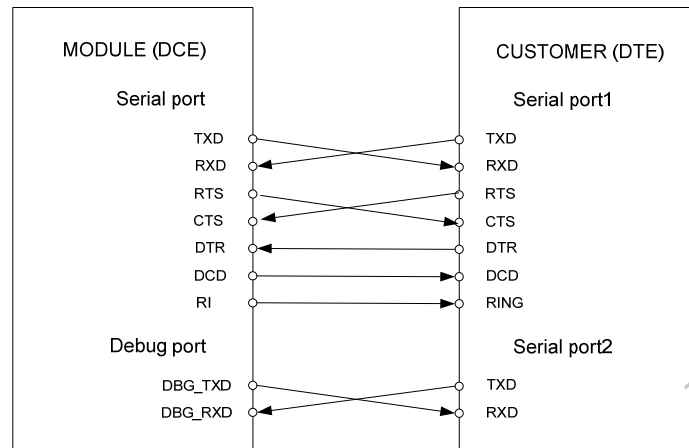 MODULE (DCE) CUSTOMER (DTE)
Serial port Serial port1
TXD TXD
RXD RXD
RTS RTS
CTS CTS
DTR DTR
DCD DCD
RI RING
Debug port Serial port2
DBG_TXD TXD
DBG_RXD RXD